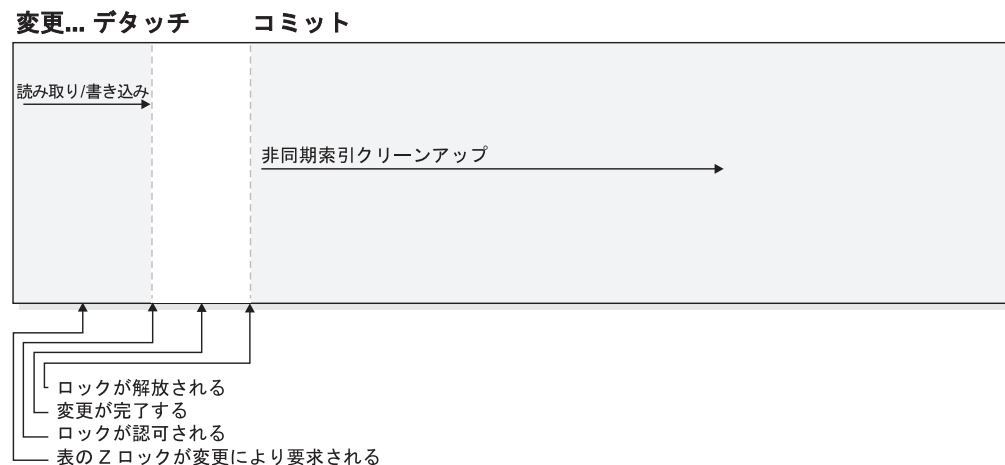 変更... デタッチ コミット
読み取り/書き込み
非同期索引クリーンアップ
ロックが解放される
変更が完了する
ロックが認可される
表の Z ロックが変更により要求される